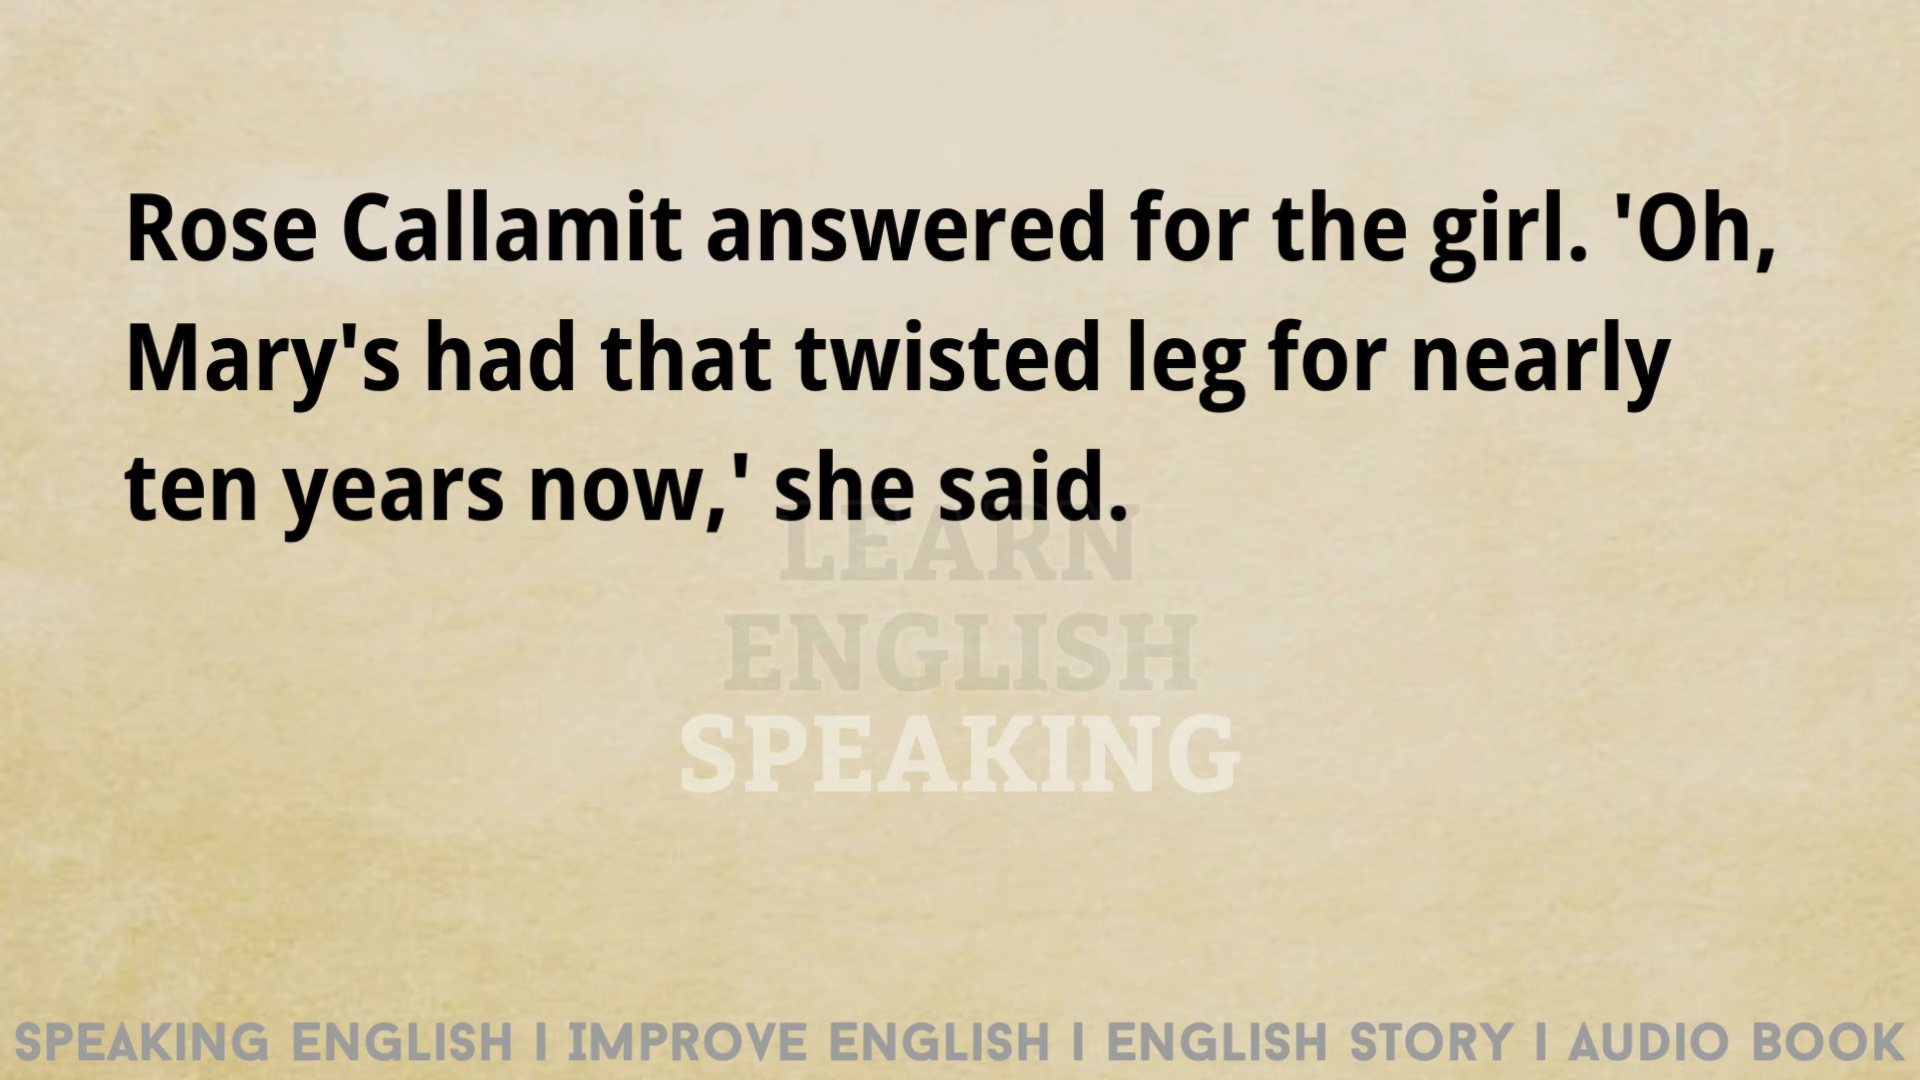 Rose Callamit answered for the girl. 'Oh,
Mary's had that twisted leg for nearly
ten years now,' she said.
LEARN
ENGLISH
SPEAKING
SPEAKING ENGLISH | IMPROVE ENGLISH | ENGLISH STORY | AUDIO BOOK